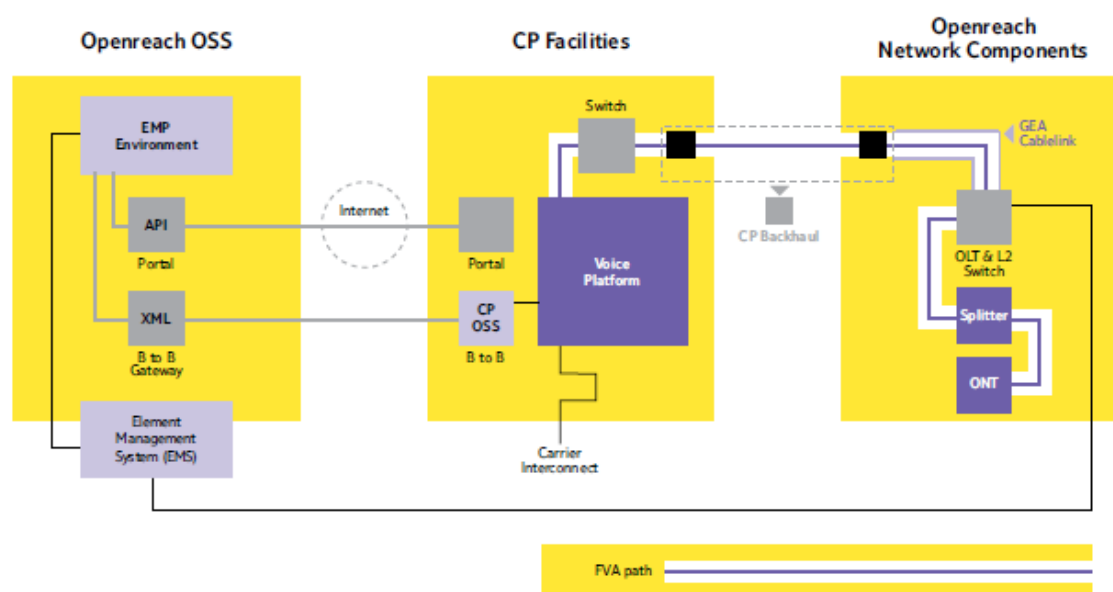 Openreach OSS
CP Facilities
Openreach
Network Components
EMP
Environment
API
Portal
XML
B to B
Gateway
Element
Management
System (EMS)
Internet
Switch
Portal
CP
OSS
B to B
Voice
Platform
Carrier
Interconnect
CP Backhaul
GEA
Cablelink
OLT & L2
Switch
Splitter
ONT
FVA path